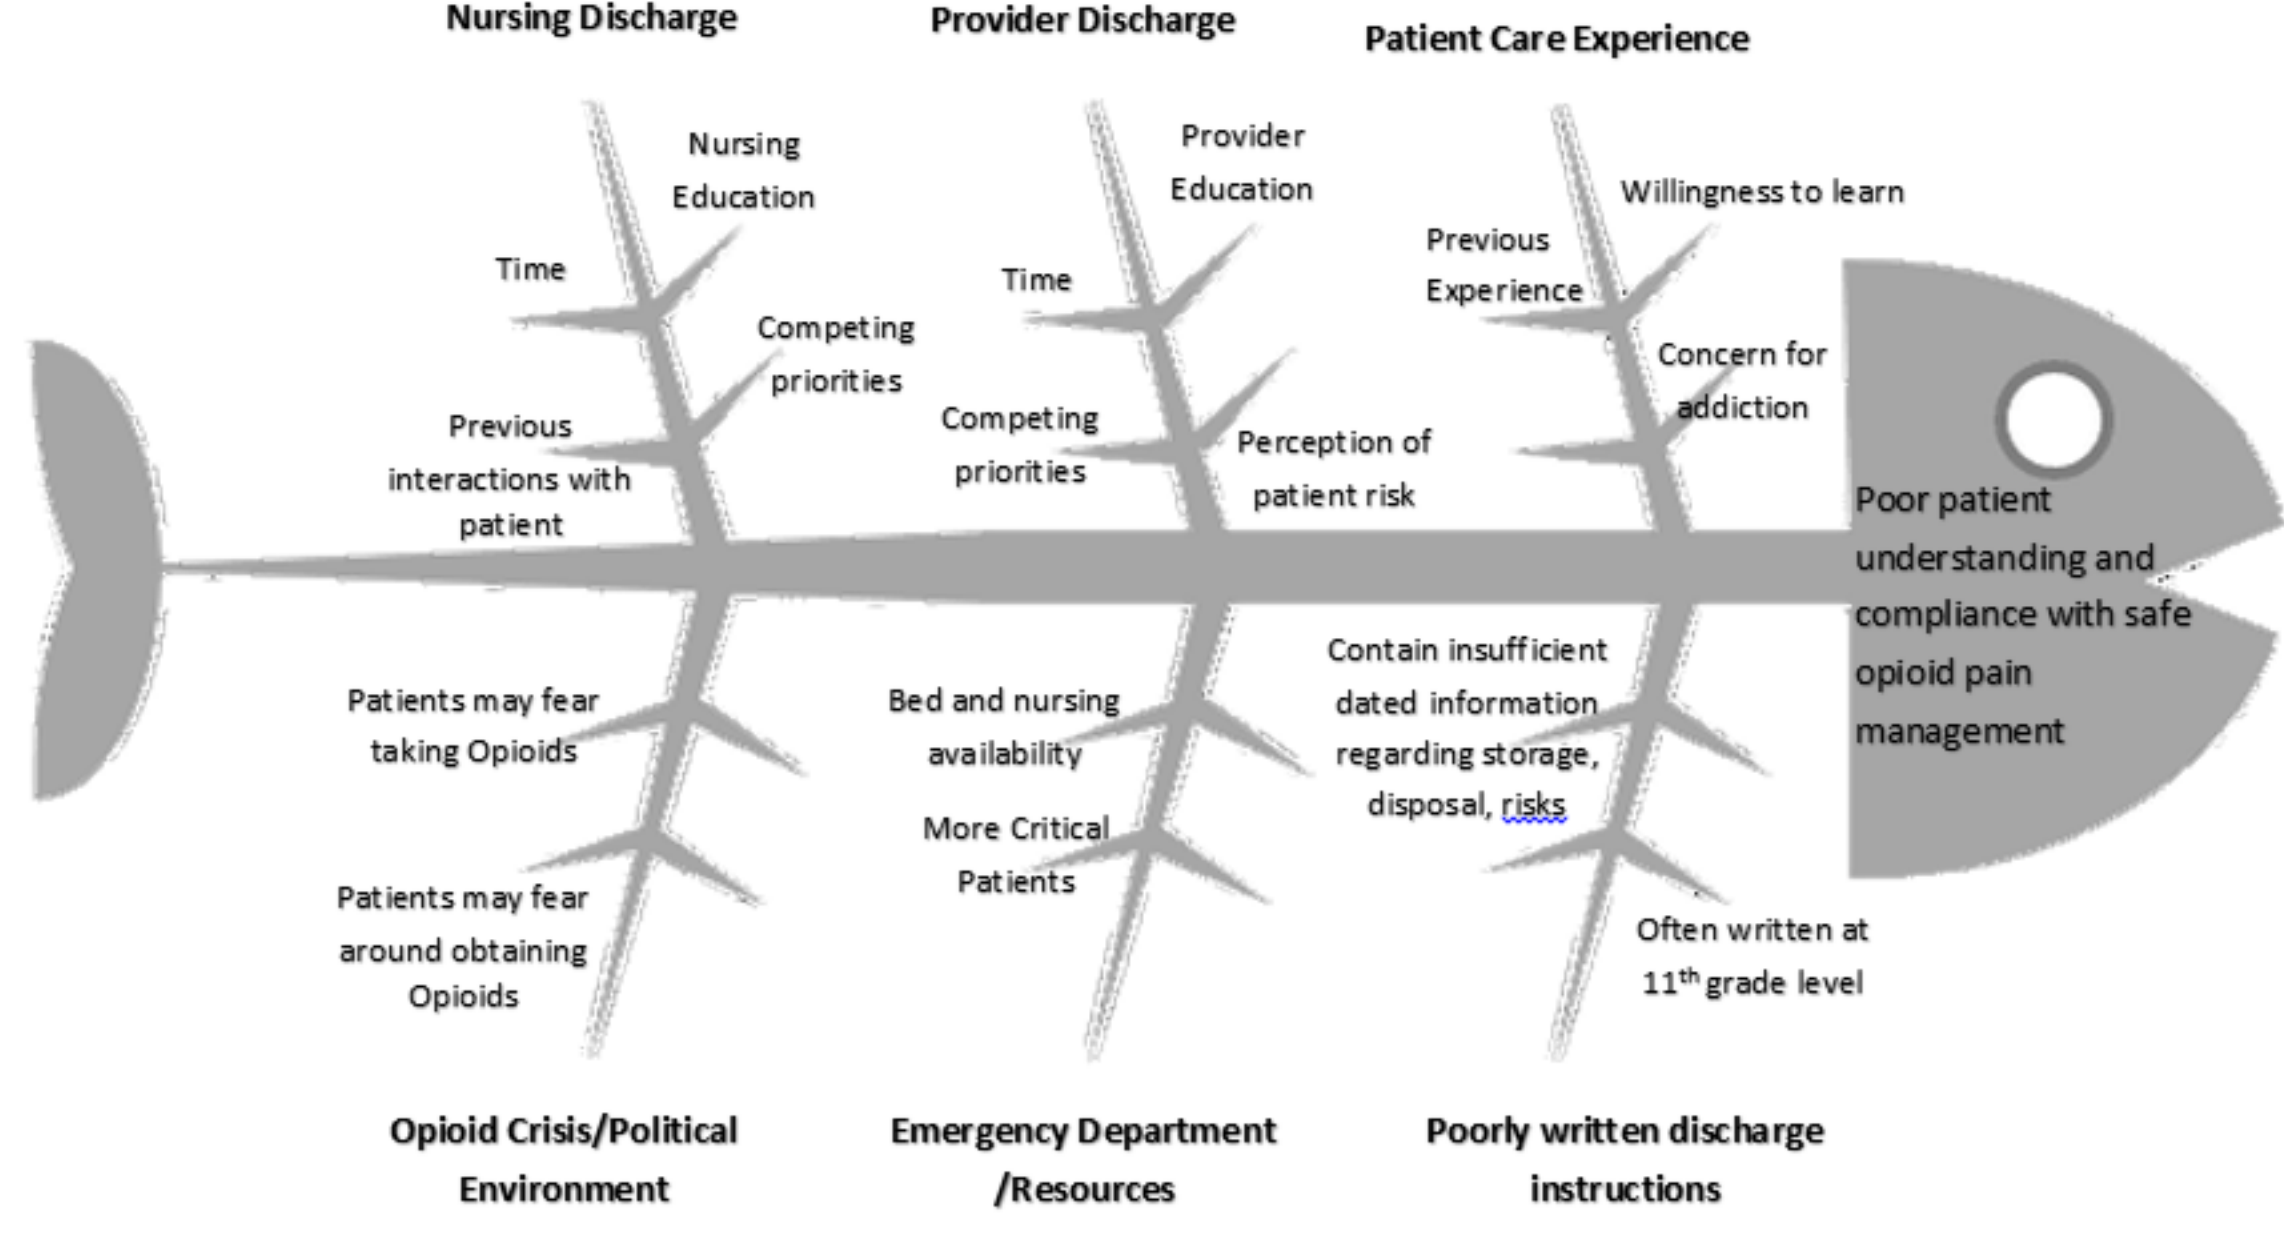 Nursing Discharge
Provider Discharge
Patient Care Experience
Nursing
Education
Time
Competing
priorities
Previous
interactions with
patient
Provider
Education
Time
Competing
priorities
Perception of
patient risk
Willingness to learn
Previous
Experience
Concern for
addiction
Poor patient
understanding and
compliance with safe
opioid pain
management
Patients may fear
taking Opioids
Patients may fear
around obtaining
Opioids
Bed and nursing
availability
More Critical
Patients
Contain insufficient
dated information
regarding storage,
disposal, risks
Often written at
11th grade level
Opioid Crisis/Political
Environment
Emergency Department
/Resources
Poorly written discharge
instructions